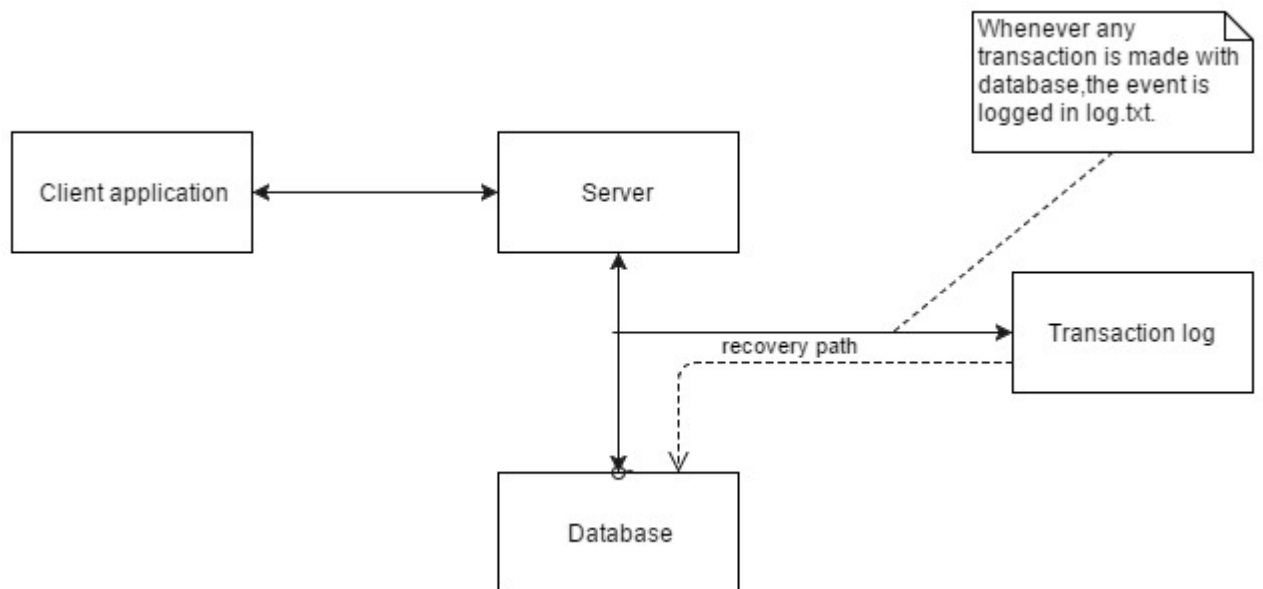 Whenever any
transaction is made with
database,the event is
logged in log.txt.
Client application
Server
Transaction log
recovery path
Database